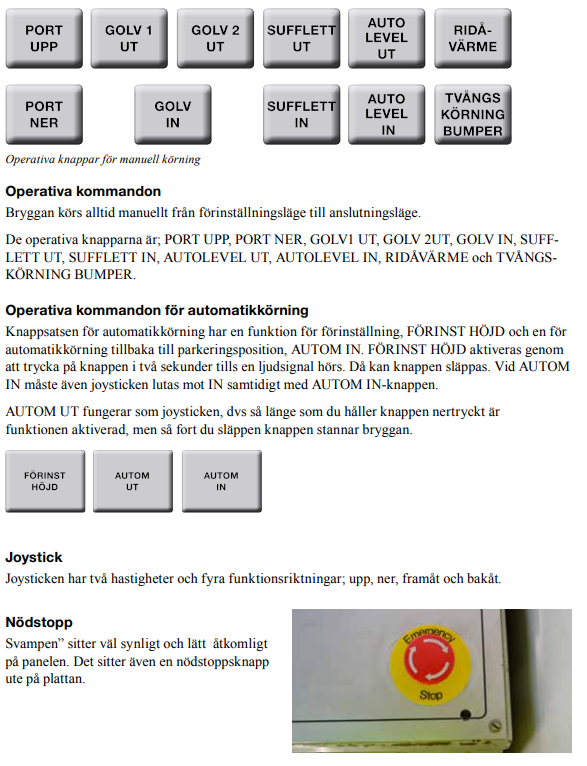 PORT
UPP
GOLV 1
UT
GOLV 2
UT
SUFFLETT
UT
AUTO
LEVEL
UT
RIDÅ-
VÄRME
PORT
NER
GOLV
IN
SUFFLETT
IN
AUTO
LEVEL
IN
TVÅNGS
KÖRNING
BUMPER
Operativa knappar för manuell körning
Operativa kommandon
Bryggan körs alltid manuellt från förinställningsläge till anslutningsläge.
De operativa knapparna är; PORT UPP, PORT NER, GOLV1 UT, GOLV 2UT, GOLV IN, SUFF-
LETT UT, SUFFLETT IN, AUTOLEVEL UT, AUTOLEVEL IN, RIDÅVÄRME och TVÅNGS-
KÖRNING BUMPER.
Operativa kommandon för automatikkörning
Knappsatsen för automatikkörning har en funktion för förinställning, FÖRINST HÖJD och en för
automatikkörning tillbaka till parkeringsposition, AUTOM IN. FÖRINST HÖJD aktiveras genom
att trycka på knappen i två sekunder tills en ljudsignal hörs. Då kan knappen släppas. Vid AUTOM
IN måste även joysticken lutas mot IN samtidigt med AUTOM IN-knappen.
AUTOM UT fungerar som joysticken, dvs så länge som du håller knappen nertryckt är
funktionen aktiverad, men så fort du släppen knappen stannar bryggan.
FÖRINST
HÖJD
AUTOM
UT
AUTOM
IN
Joystick
Joysticken har två hastigheter och fyra funktionsriktningar; upp, ner, framåt och bakåt.
Nödstopp
Svampen” sitter väl synligt och lätt åtkomligt
på panelen. Det sitter även en nödstoppsknapp
ute på plattan.
Emergency
Stop